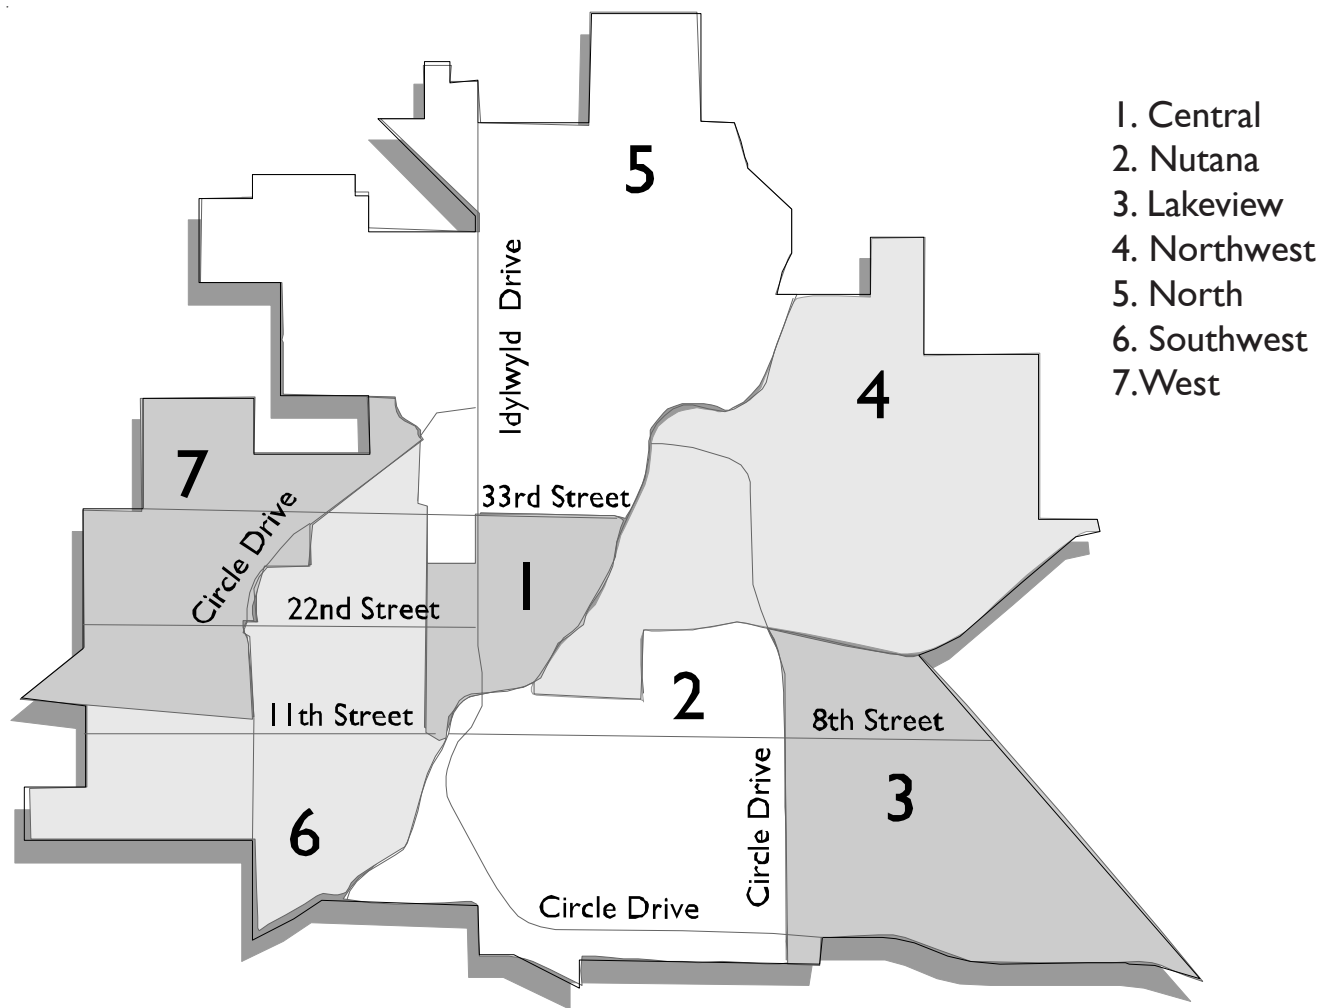 5
1. Central
2. Nutana
3. Lakeview
4. Northwest
5. North
6. Southwest
7.West
Idylwyld Drive
4
7
33rd Street
Circle Drive
1
22nd Street
2
11th Street
8th Street
Circle Drive
3
6
Circle Drive